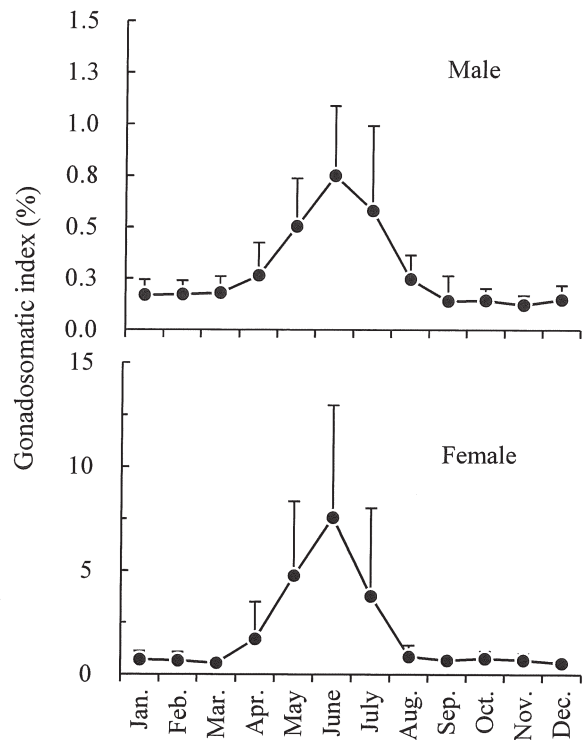 1.5
1.3
Male
1.0
0.8
0.5
0.3
0.0
Gonadosomatic index (%)
15
Female
10
5
0
Jan.
Feb.
Mar.
Apr.
May
June
July
Aug.
Sep.
Oct.
Nov.
Dec.